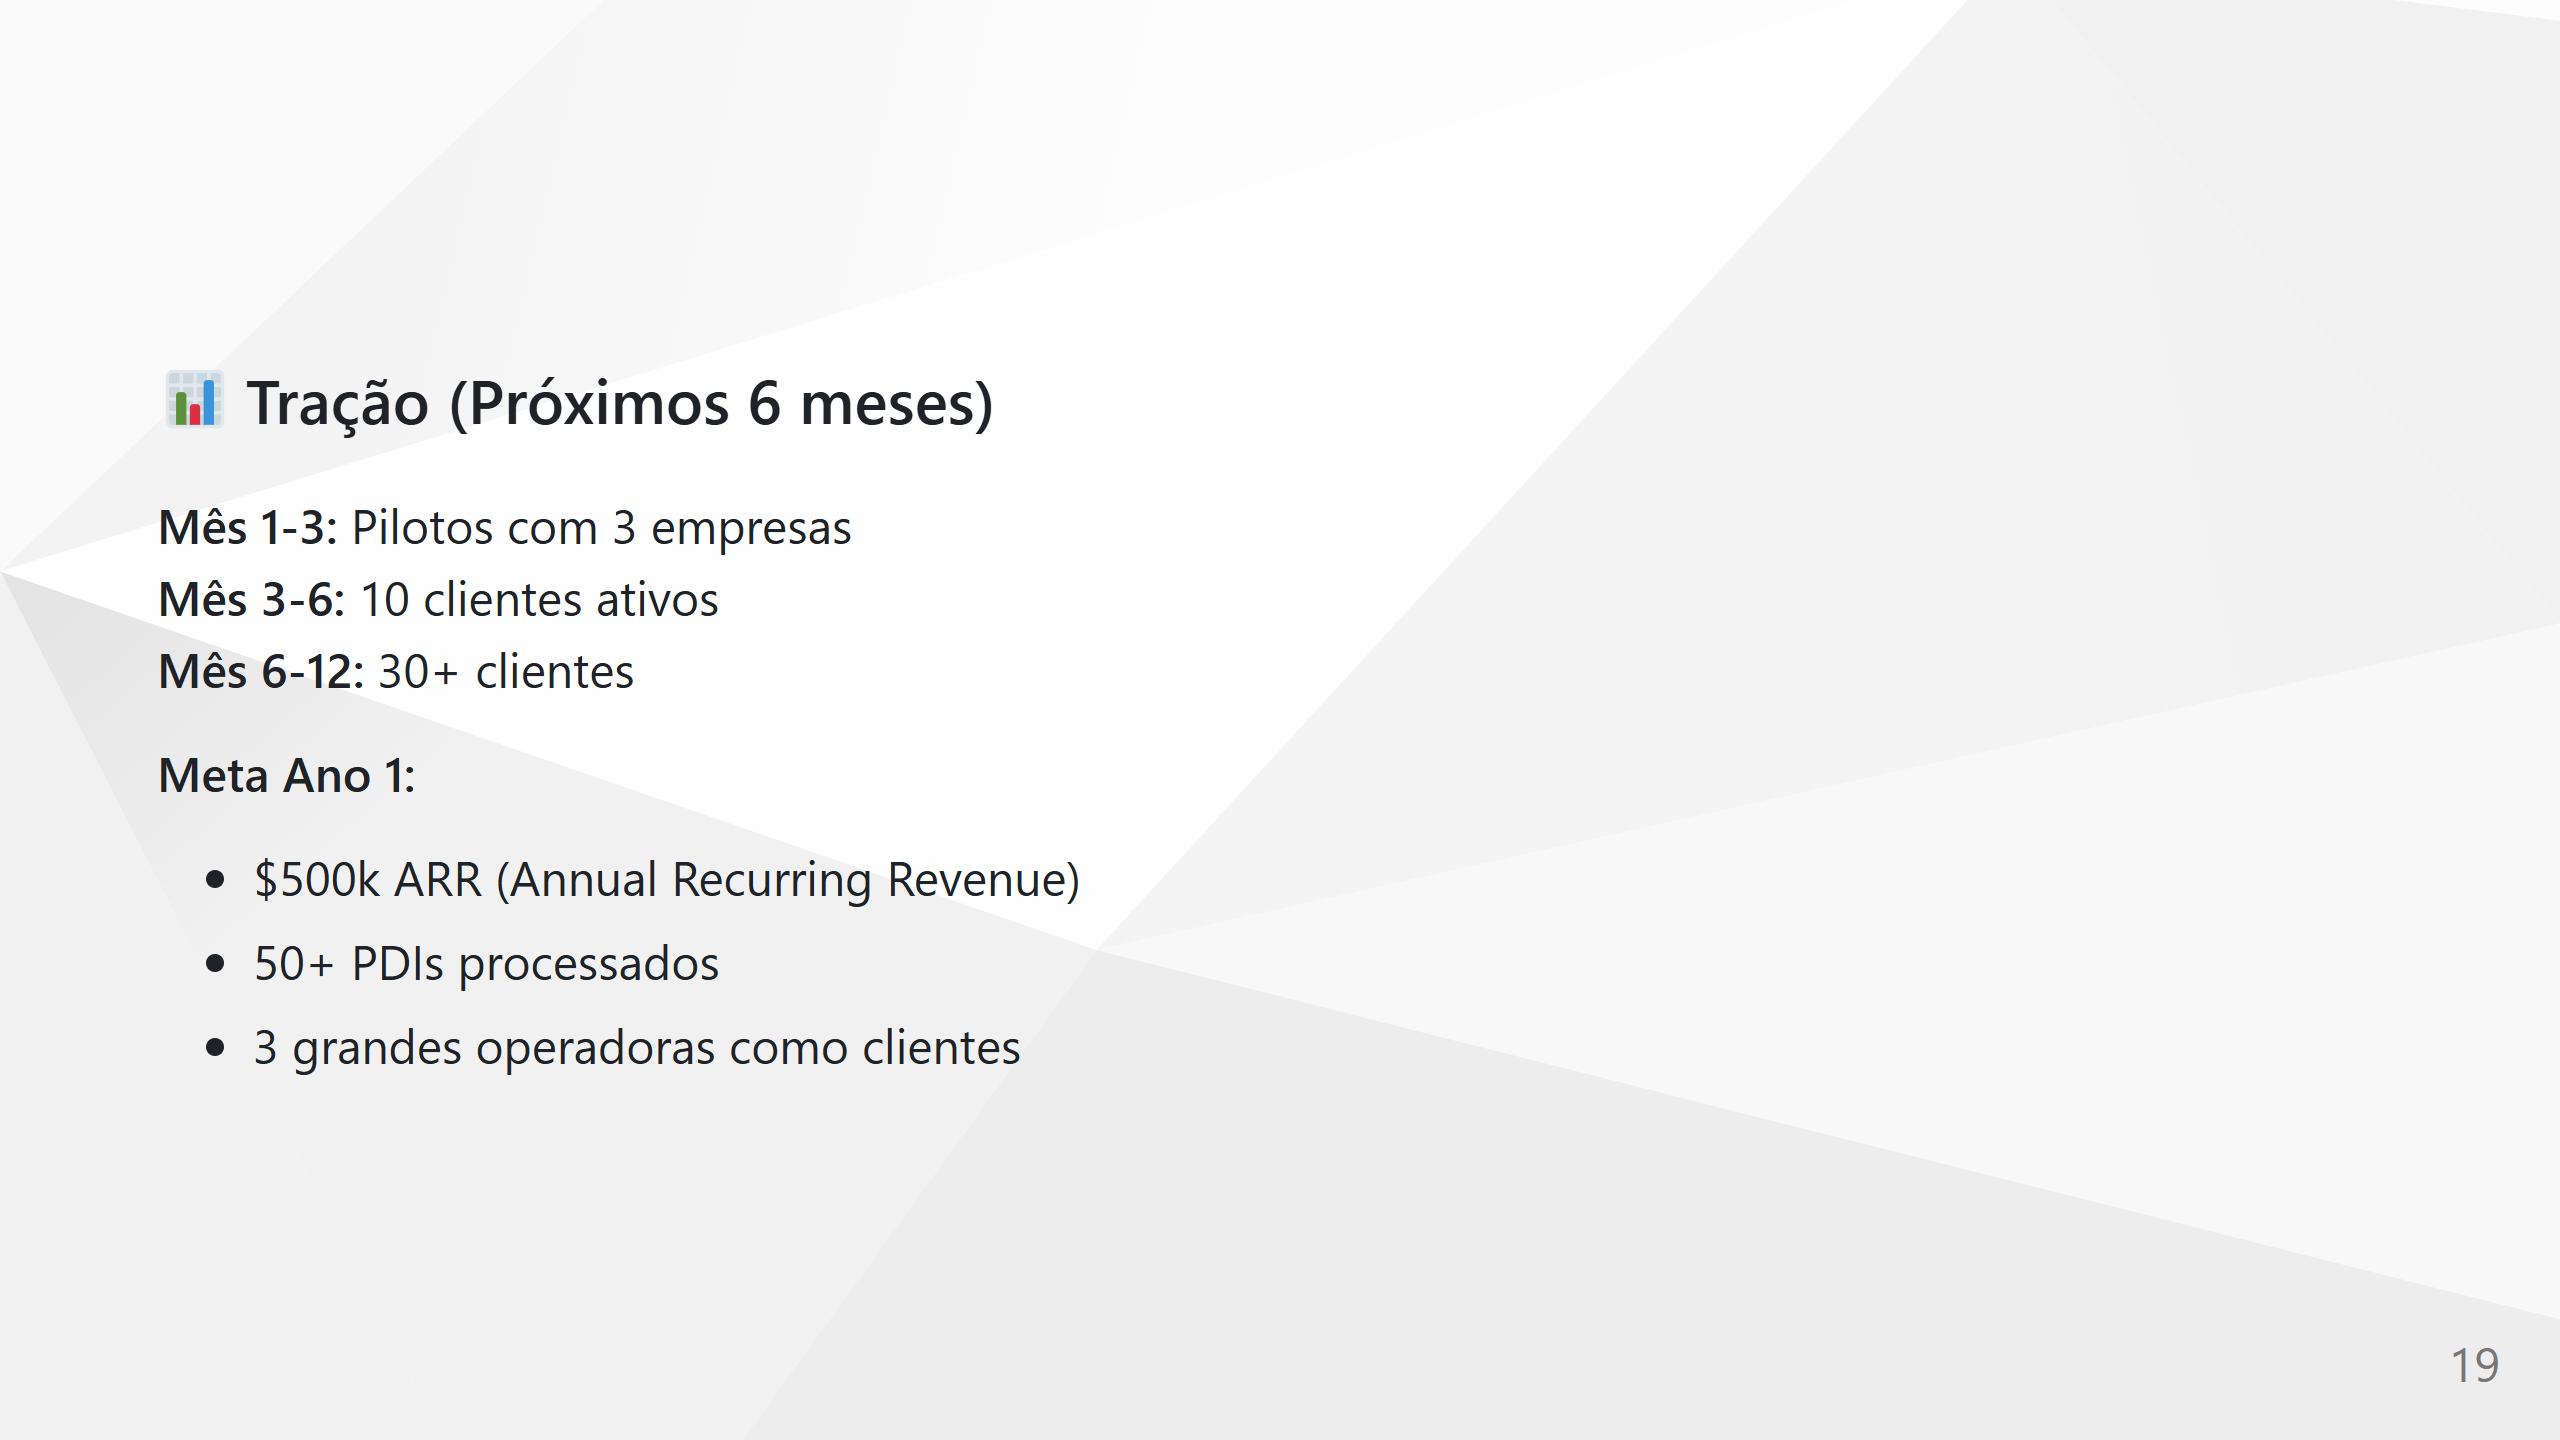 📊 Tração (Próximos 6 meses)
Mês 1-3: Pilotos com 3 empresas
Mês 3-6: 10 clientes ativos
Mês 6-12: 30+ clientes
Meta Ano 1:
• $500k ARR (Annual Recurring Revenue)
• 50+ PDIs processados
• 3 grandes operadoras como clientes
19